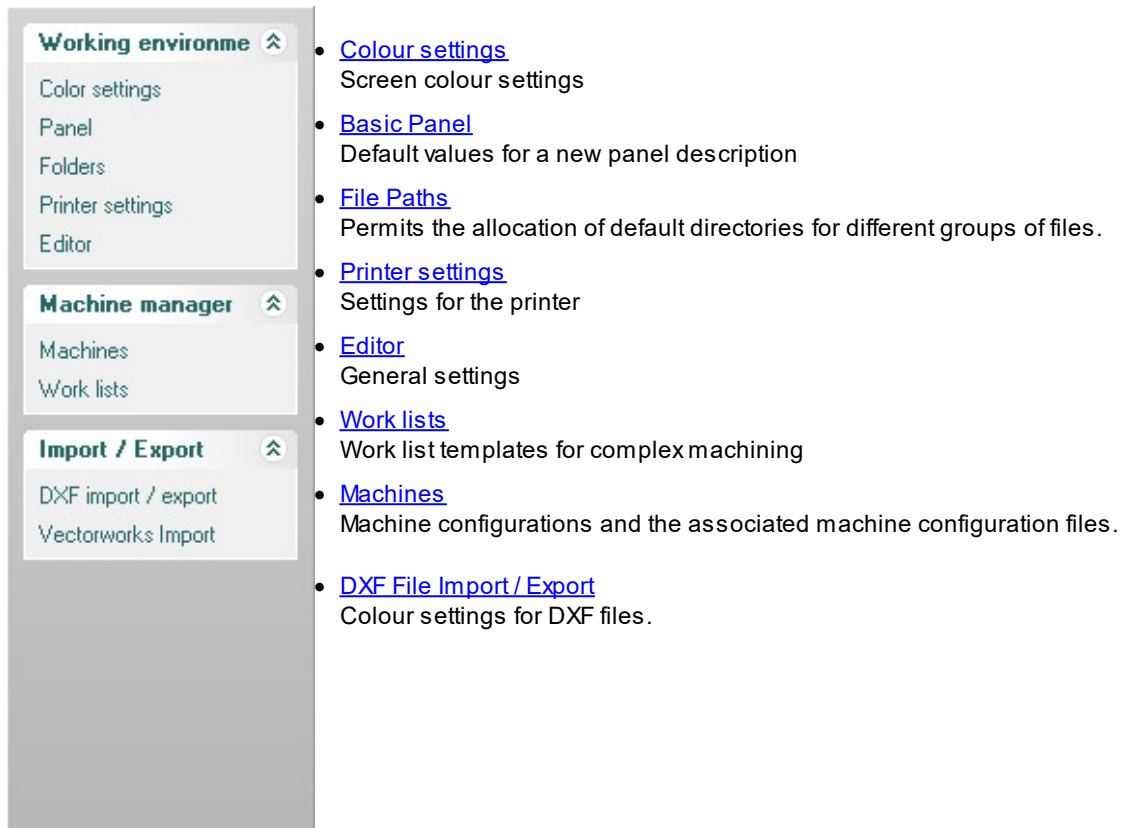 Working environme
Color settings
Panel
Folders
Printer settings
Editor
Machine manager
Machines
Work lists
Import / Export
DXF import / export
Vectorworks Import
• Colour settings
Screen colour settings
• Basic Panel
Default values for a new panel description
• File Paths
Permits the allocation of default directories for different groups of files.
• Printer settings
Settings for the printer
• Editor
General settings
• Work lists
Work list templates for complex machining
• Machines
Machine configurations and the associated machine configuration files.
• DXF File Import / Export
Colour settings for DXF files.